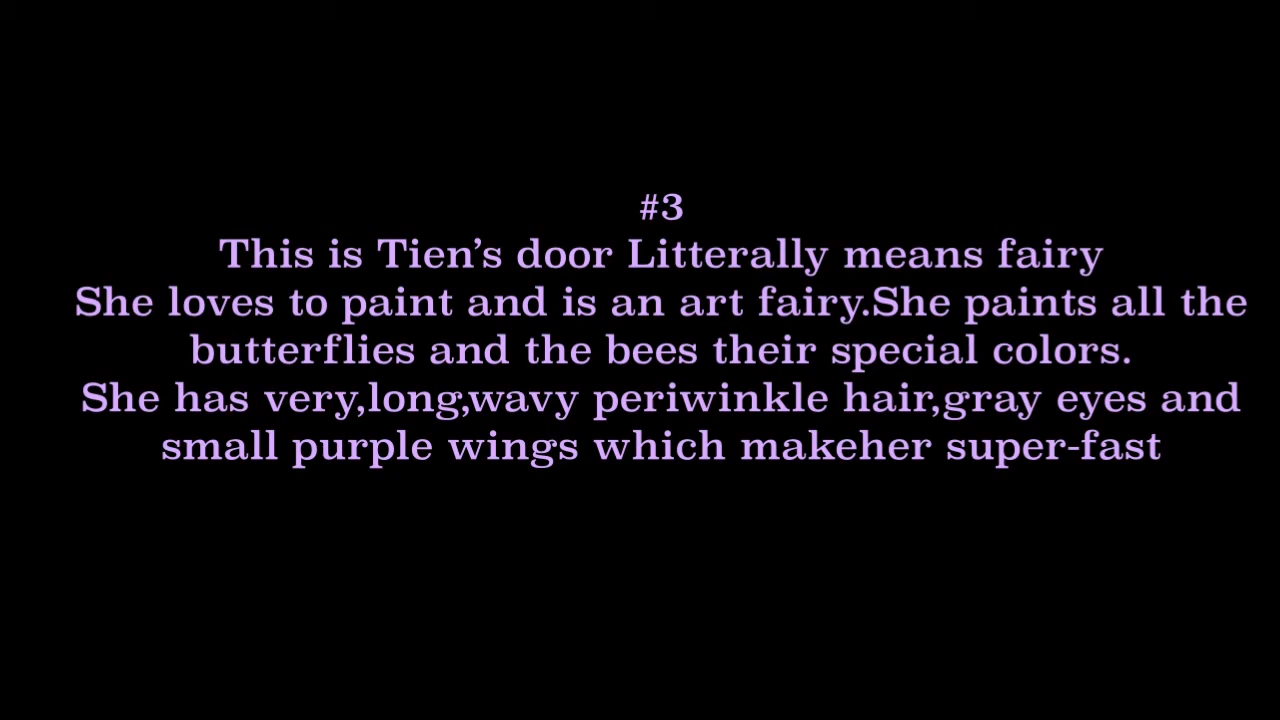 #3
This is Tien’s door Litterally means fairy
She loves to paint and is an art fairy.She paints all the
butterflies and the bees their special colors.
She has very,long,wavy periwinkle hair,gray eyes and
small purple wings which makeher super-fast